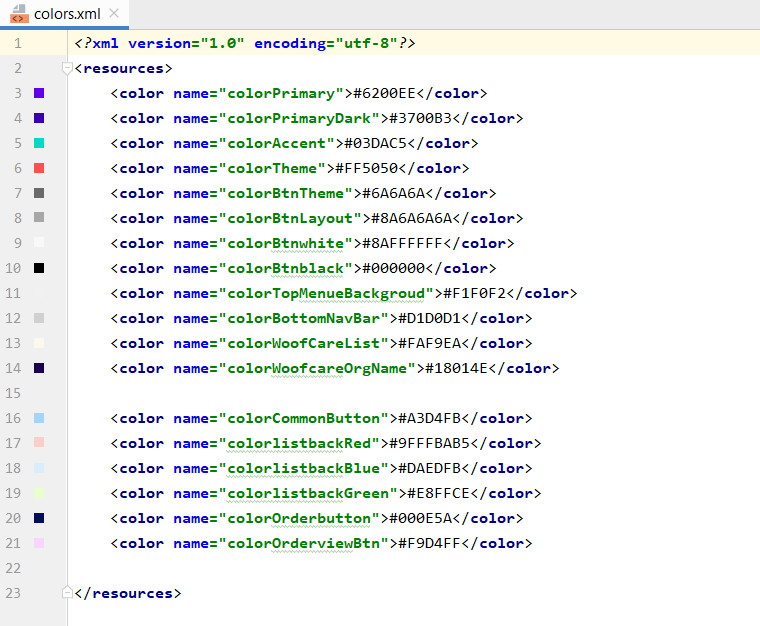 colors.xml
1 <?xml version="1.0" encoding="utf-8"?>
2 <resources>
3 <color name="colorPrimary">#6200EE</color>
4 <color name="colorPrimaryDark">#3700B3</color>
5 <color name="colorAccent">#03DAC5</color>
6 <color name="colorTheme">#FF5050</color>
7 <color name="colorBtnTheme">#6A6A6A</color>
8 <color name="colorBtnLayout">#8A6A6A6A</color>
9 <color name="colorBtnwhite">#8AFFFFFF</color>
10 <color name="colorBtnblack">#000000</color>
11 <color name="colorTopMenueBackgroud">#F1F0F2</color>
12 <color name="colorBottomNavBar">#D1D0D1</color>
13 <color name="colorWoofCareList">#FAF9EA</color>
14 <color name="colorWoofcareOrgName">#18014E</color>
15
16 <color name="colorCommonButton">#A3D4FB</color>
17 <color name="colorlistbackRed">#9FFFBAB5</color>
18 <color name="colorlistbackBlue">#DAEDFB</color>
19 <color name="colorlistbackGreen">#E8FFCE</color>
20 <color name="colorOrderbutton">#000E5A</color>
21 <color name="colorOrderviewBtn">#F9D4FF</color>
22
23 </resources>